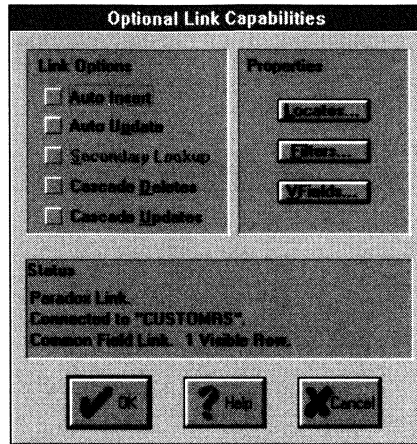 Optional Link Capabilities
Link Options
Auto Insert
Auto Update
Secondary Lookup
Cascade Deletes
Cascade Updates
Properties
Locates...
Filters...
VFields...
Status
Paradox Link.
Connected to "CUSTOMRS".
Common Field Link. 1 Visible Row.
OK
Help
Cancel